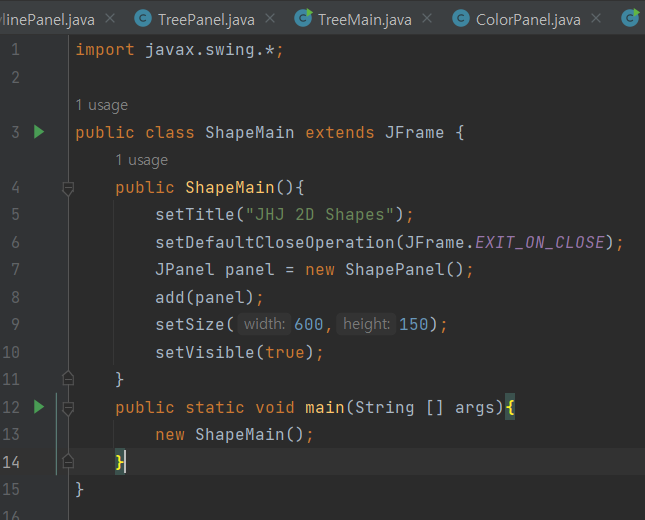 ylinePanel.java × TreePanel.java × TreeMain.java × ColorPanel.java ×
1 import javax.swing.*;
2
1 usage
3 public class ShapeMain extends JFrame {
1 usage
4 public ShapeMain(){
5 setTitle("JHJ 2D Shapes");
6 setDefaultCloseOperation(JFrame.EXIT_ON_CLOSE);
7 JPanel panel = new ShapePanel();
8 add(panel);
9 setSize( width: 600, height: 150);
10 setVisible(true);
11 }
12 public static void main(String [] args){
13 new ShapeMain();
14 }
15 }
16